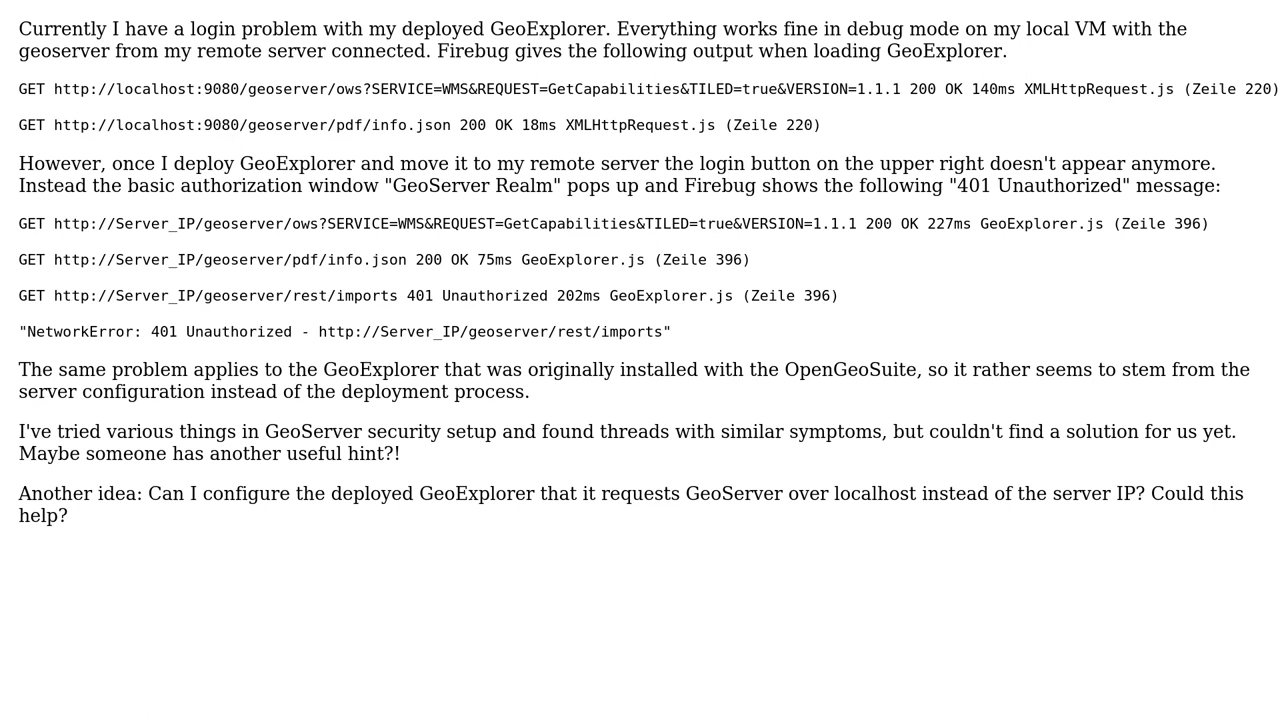 Currently I have a login problem with my deployed GeoExplorer. Everything works fine in debug mode on my local VM with the
geoserver from my remote server connected. Firebug gives the following output when loading GeoExplorer.
GET http://localhost:9080/geoserver/ows?SERVICE=WMS&REQUEST=GetCapabilities&TILED=true&VERSION=1.1.1 200 OK 140ms XMLHttpRequest.js (Zeile 220)
GET http://localhost:9080/geoserver/pdf/info.json 200 OK 18ms XMLHttpRequest.js (Zeile 220)
However, once I deploy GeoExplorer and move it to my remote server the login button on the upper right doesn't appear anymore.
Instead the basic authorization window "GeoServer Realm" pops up and Firebug shows the following "401 Unauthorized" message:
GET http://Server_IP/geoserver/ows?SERVICE=WMS&REQUEST=GetCapabilities&TILED=true&VERSION=1.1.1 200 OK 227ms GeoExplorer.js (Zeile 396)
GET http://Server_IP/geoserver/pdf/info.json 200 OK 75ms GeoExplorer.js (Zeile 396)
GET http://Server_IP/geoserver/rest/imports 401 Unauthorized 202ms GeoExplorer.js (Zeile 396)
"NetworkError: 401 Unauthorized - http://Server_IP/geoserver/rest/imports"
The same problem applies to the GeoExplorer that was originally installed with the OpenGeoSuite, so it rather seems to stem from the
server configuration instead of the deployment process.
I've tried various things in GeoServer security setup and found threads with similar symptoms, but couldn't find a solution for us yet.
Maybe someone has another useful hint?!
Another idea: Can I configure the deployed GeoExplorer that it requests GeoServer over localhost instead of the server IP? Could this
help?